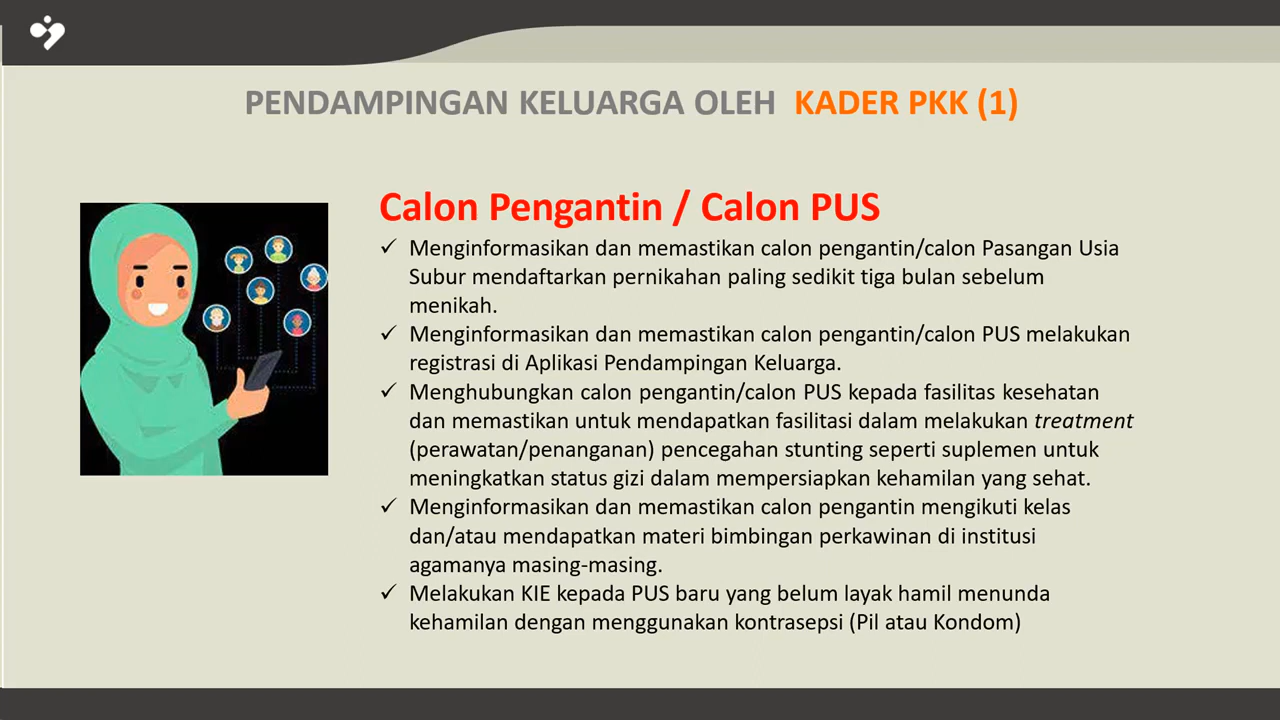 PENDAMPINGAN KELUARGA OLEH KADER PKK (1)
Calon Pengantin / Calon PUS
✓ Menginformasikan dan memastikan calon pengantin/calon Pasangan Usia
Subur mendaftarkan pernikahan paling sedikit tiga bulan sebelum
menikah.
✓ Menginformasikan dan memastikan calon pengantin/calon PUS melakukan
registrasi di Aplikasi Pendampingan Keluarga.
✓ Menghubungkan calon pengantin/calon PUS kepada fasilitas kesehatan
dan memastikan untuk mendapatkan fasilitasi dalam melakukan treatment
(perawatan/penanganan) pencegahan stunting seperti suplemen untuk
meningkatkan status gizi dalam mempersiapkan kehamilan yang sehat.
✓ Menginformasikan dan memastikan calon pengantin mengikuti kelas
dan/atau mendapatkan materi bimbingan perkawinan di institusi
agamanya masing-masing.
✓ Melakukan KIE kepada PUS baru yang belum layak hamil menunda
kehamilan dengan menggunakan kontrasepsi (Pil atau Kondom)